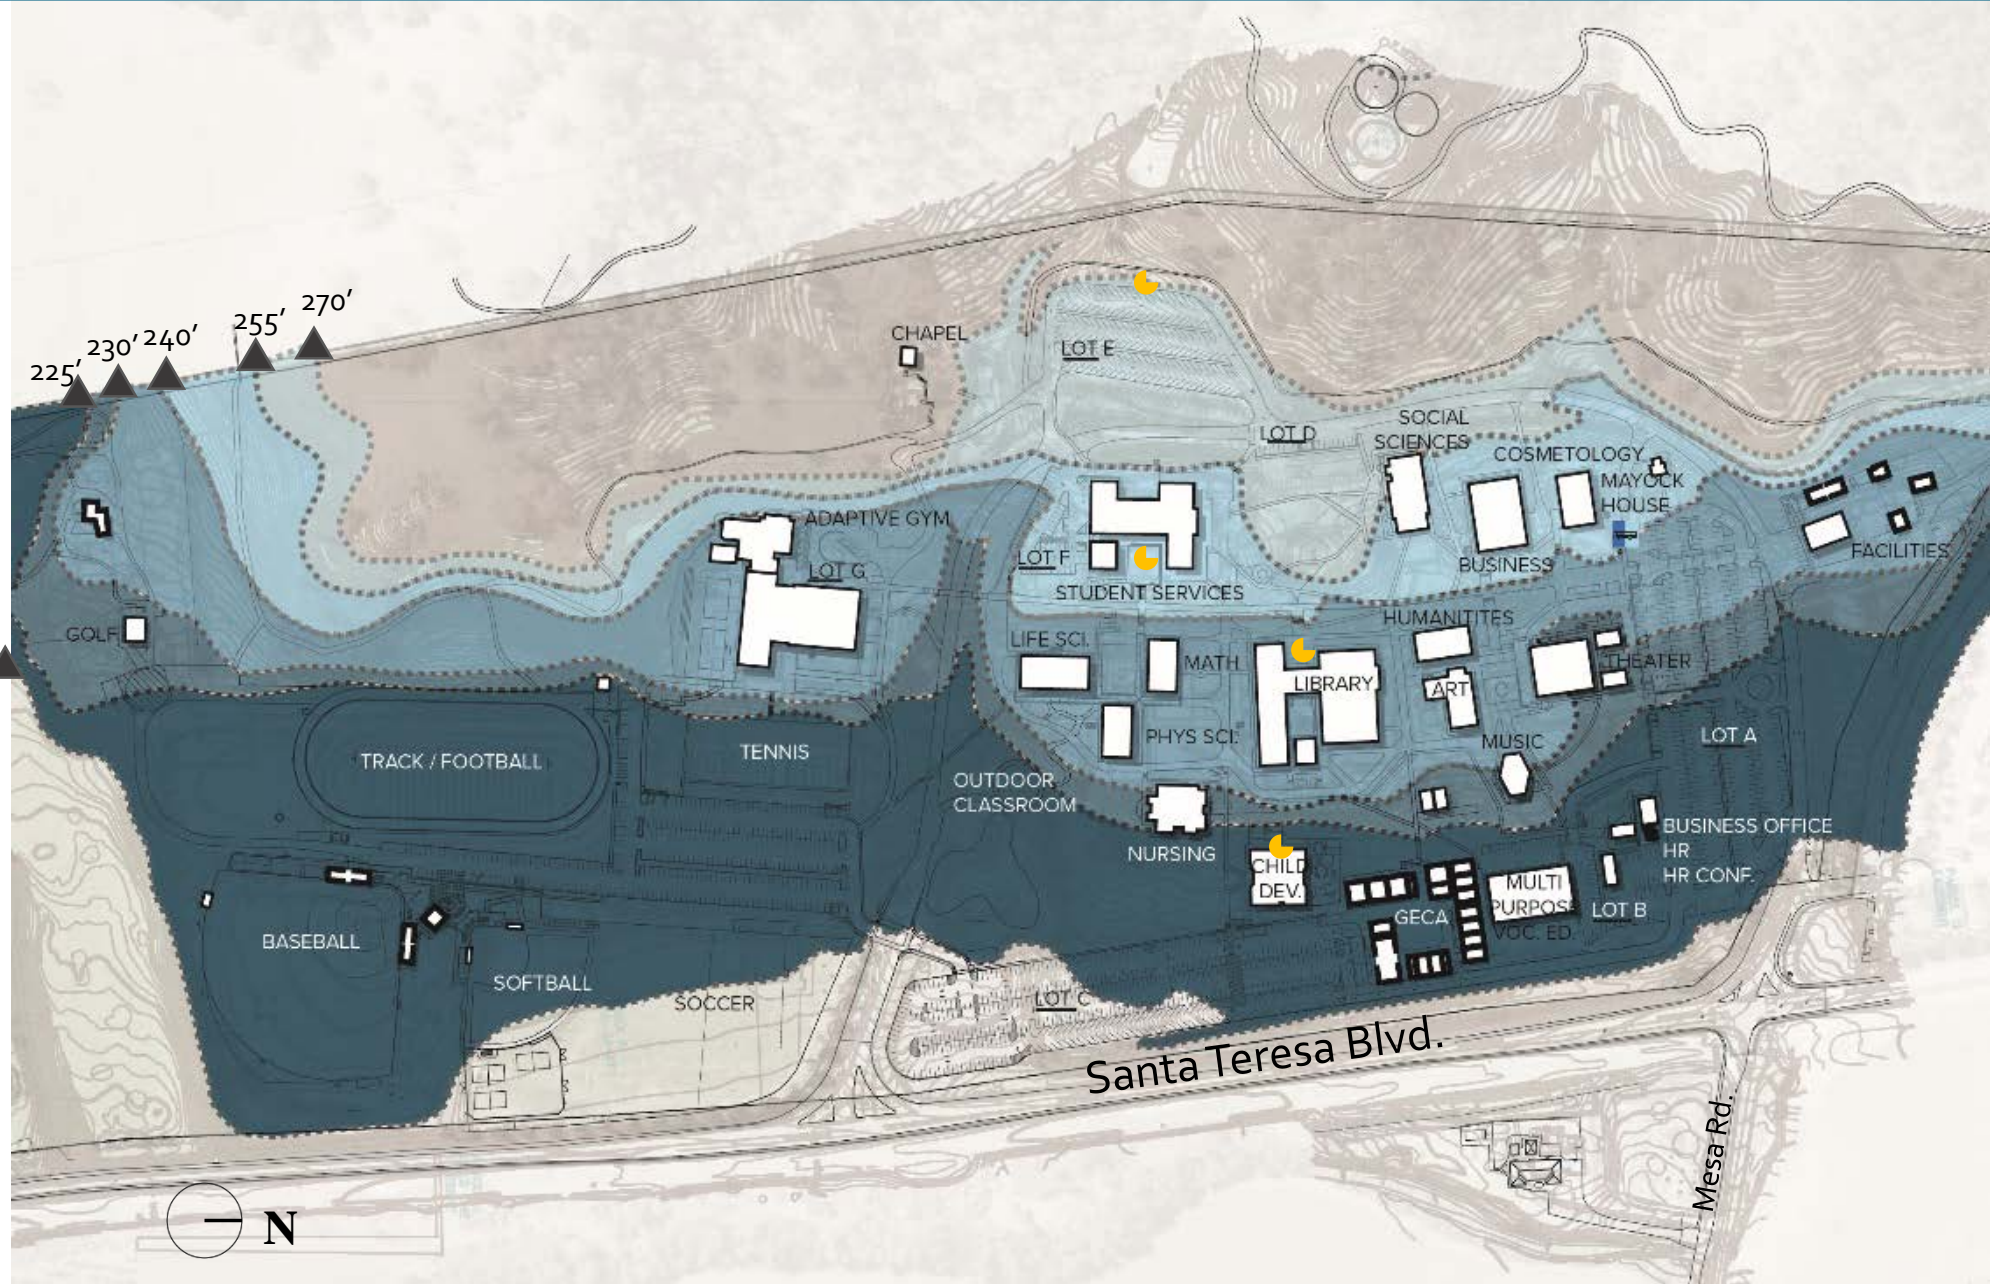 270'
255'
240'
230'
225'
CHAPEL
LOT E
LOT D
SOCIAL
SCIENCES
COSMETOLOGY
MAYOCK
HOUSE
ADAPTIVE GYM
LOT G
LOT F
STUDENT SERVICES
BUSINESS
FACILITIES
GOLF
LIFE SCI.
MATH
HUMANITITES
LIBRARY
ART
THEATER
PHYS SCI.
MUSIC
LOT A
TRACK / FOOTBALL
TENNIS
OUTDOOR
CLASSROOM
NURSING
CHILD
DEV.
GECA
MULTI
PURPOSE
VOC. ED.
LOT B
BUSINESS OFFICE
HR
HR CONF.
BASEBALL
SOFTBALL
SOCCER
LOT C
Santa Teresa Blvd.
Mesa Rd.
N